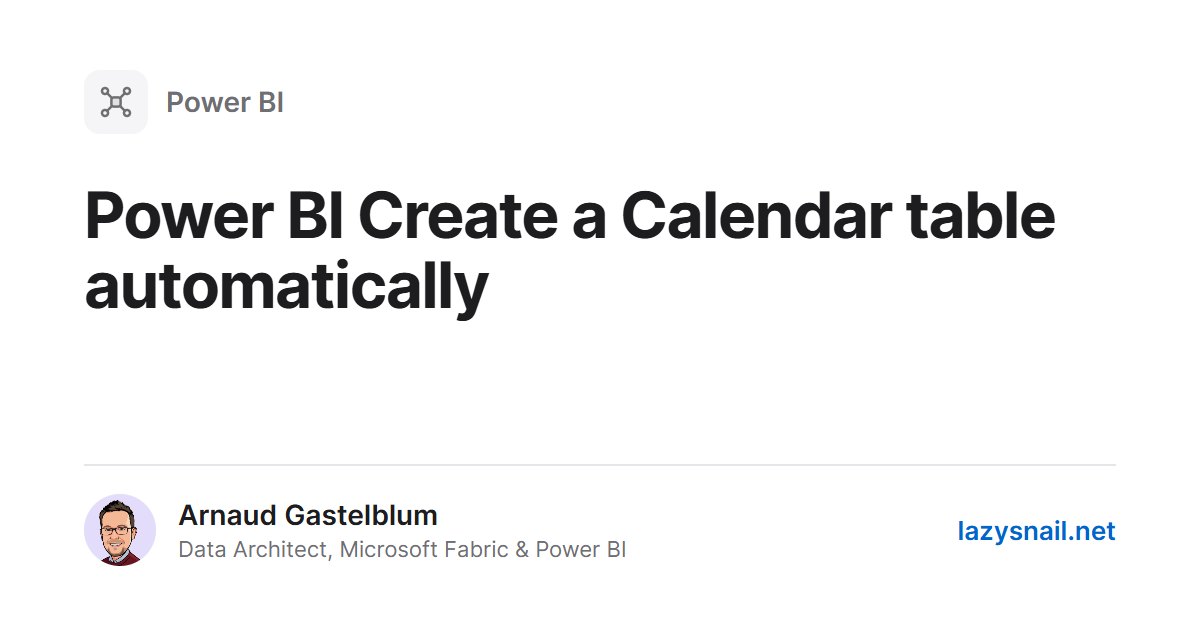 Power BI
Power BI Create a Calendar table
automatically
Arnaud Gastelblum
Data Architect, Microsoft Fabric & Power BI
lazysnail.net